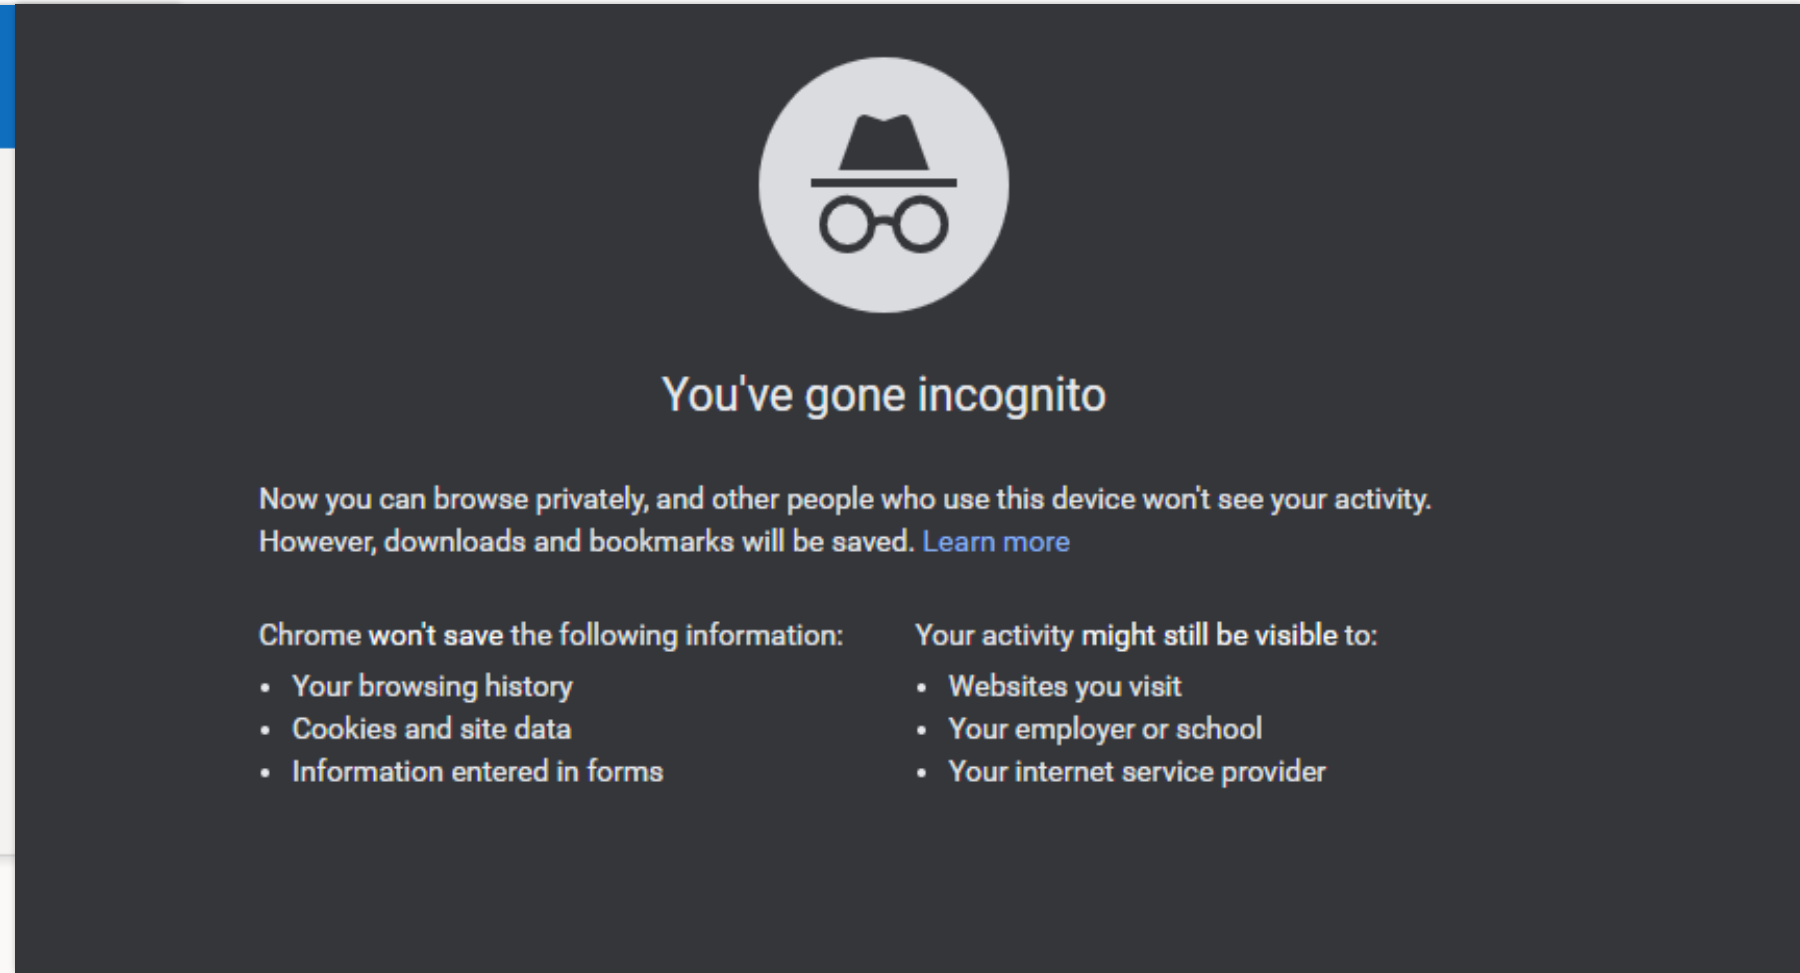 You've gone incognito
Now you can browse privately, and other people who use this device won't see your activity.
However, downloads and bookmarks will be saved. Learn more
Chrome won't save the following information:
• Your browsing history
• Cookies and site data
• Information entered in forms
Your activity might still be visible to:
• Websites you visit
• Your employer or school
• Your internet service provider